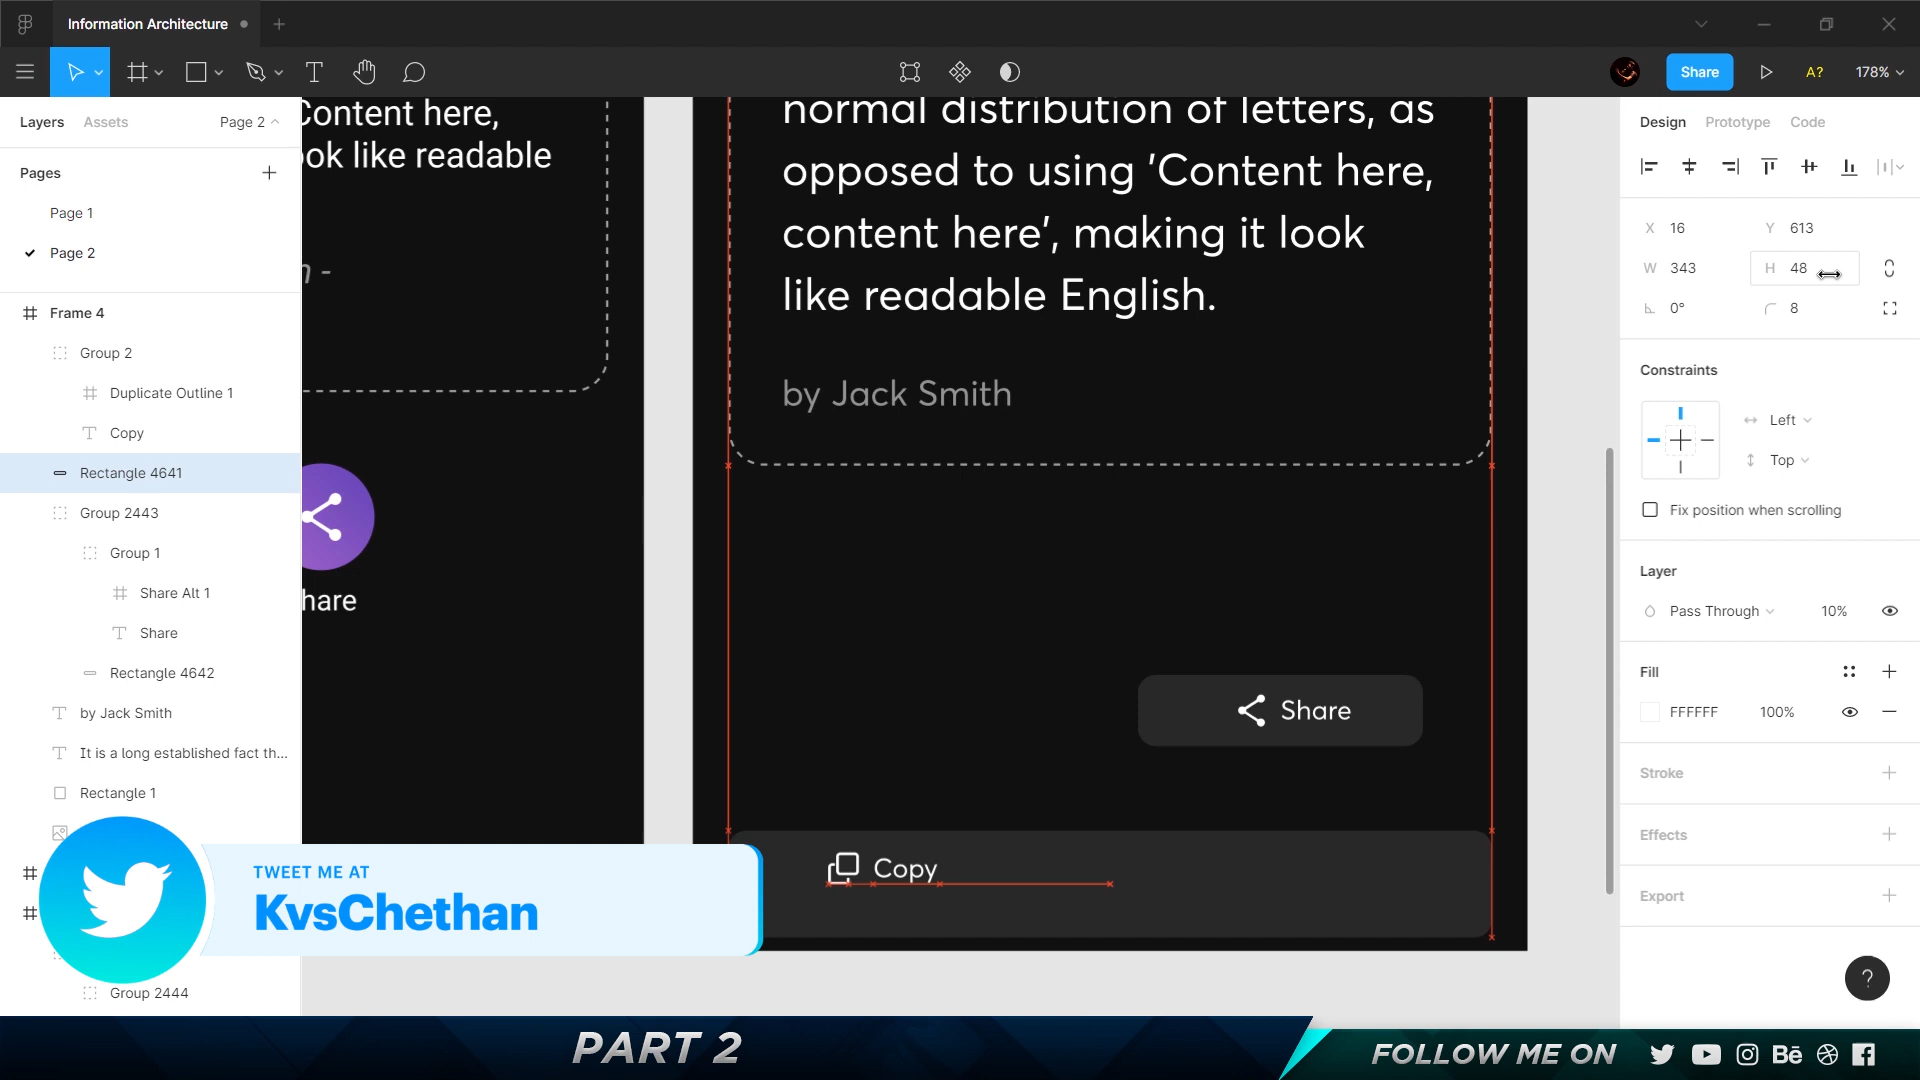 Information Architecture
Share
A?
178%
Layers
Assets
Page 2
Design
Prototype
Code
Pages
Page 1
Page 2
Frame 4
Group 2
Duplicate Outline 1
Copy
Rectangle 4641
Group 2443
Group 1
Share Alt 1
Share
Rectangle 4642
by Jack Smith
It is a long established fact th...
Rectangle 1
Group 2444
Content here,
ook like readable
n -
hare
normal distribution of letters, as
opposed to using 'Content here,
content here', making it look
like readable English.
by Jack Smith
Share
Copy
X 16
Y 613
W 343
H 48
0°
8
Constraints
Left
Top
Fix position when scrolling
Layer
Pass Through
10%
Fill
FFFFFF
100%
Stroke
Effects
Export
?
TWEET ME AT
KvsChethan
PART 2
FOLLOW ME ON
Bē